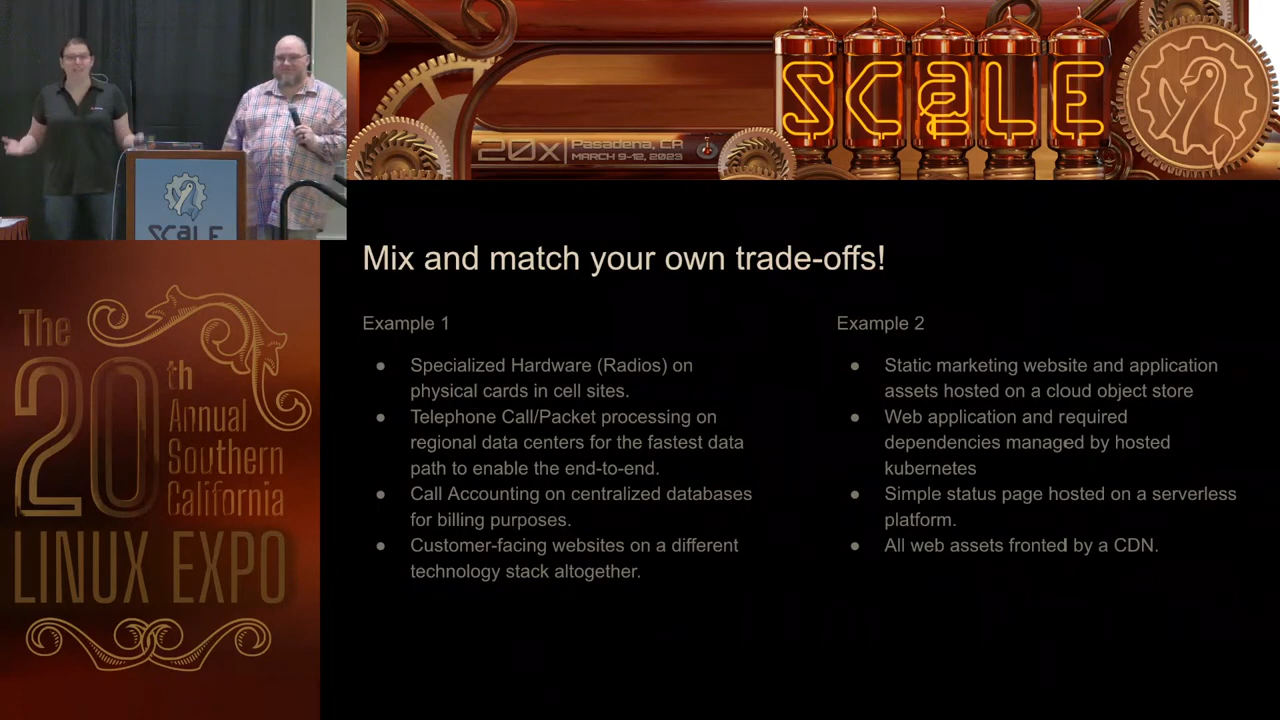 SCaLE
20x
Pasadena, CA
MARCH 9-12, 2023
SCaLE
The
20th
Annual
Southern
California
LINUX EXPO
Mix and match your own trade-offs!
Example 1
● Specialized Hardware (Radios) on
physical cards in cell sites.
● Telephone Call/Packet processing on
regional data centers for the fastest data
path to enable the end-to-end.
● Call Accounting on centralized databases
for billing purposes.
● Customer-facing websites on a different
technology stack altogether.
Example 2
● Static marketing website and application
assets hosted on a cloud object store
● Web application and required
dependencies managed by hosted
kubernetes
● Simple status page hosted on a serverless
platform.
● All web assets fronted by a CDN.